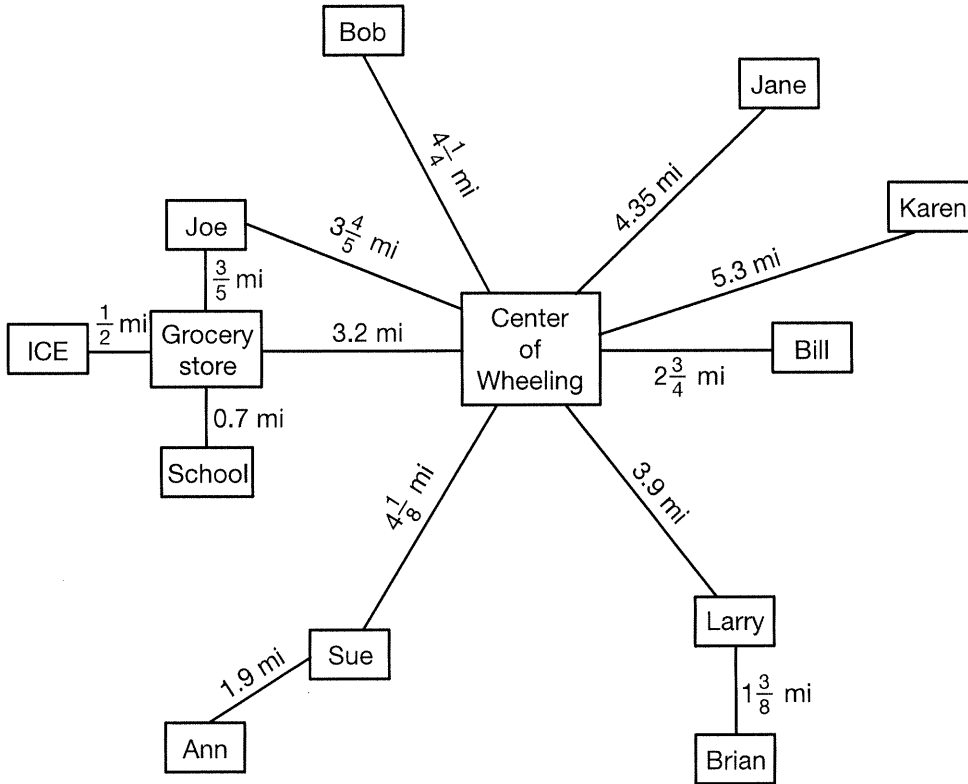 Bob
Jane
4 1/4 mi
4.35 mi
Karen
Joe
3 4/5 mi
5.3 mi
3/5 mi
ICE
1/2 mi
Grocery
store
3.2 mi
Center
of
Wheeling
2 3/4 mi
Bill
0.7 mi
School
4 1/8 mi
3.9 mi
Larry
Sue
1.9 mi
1 3/8 mi
Ann
Brian